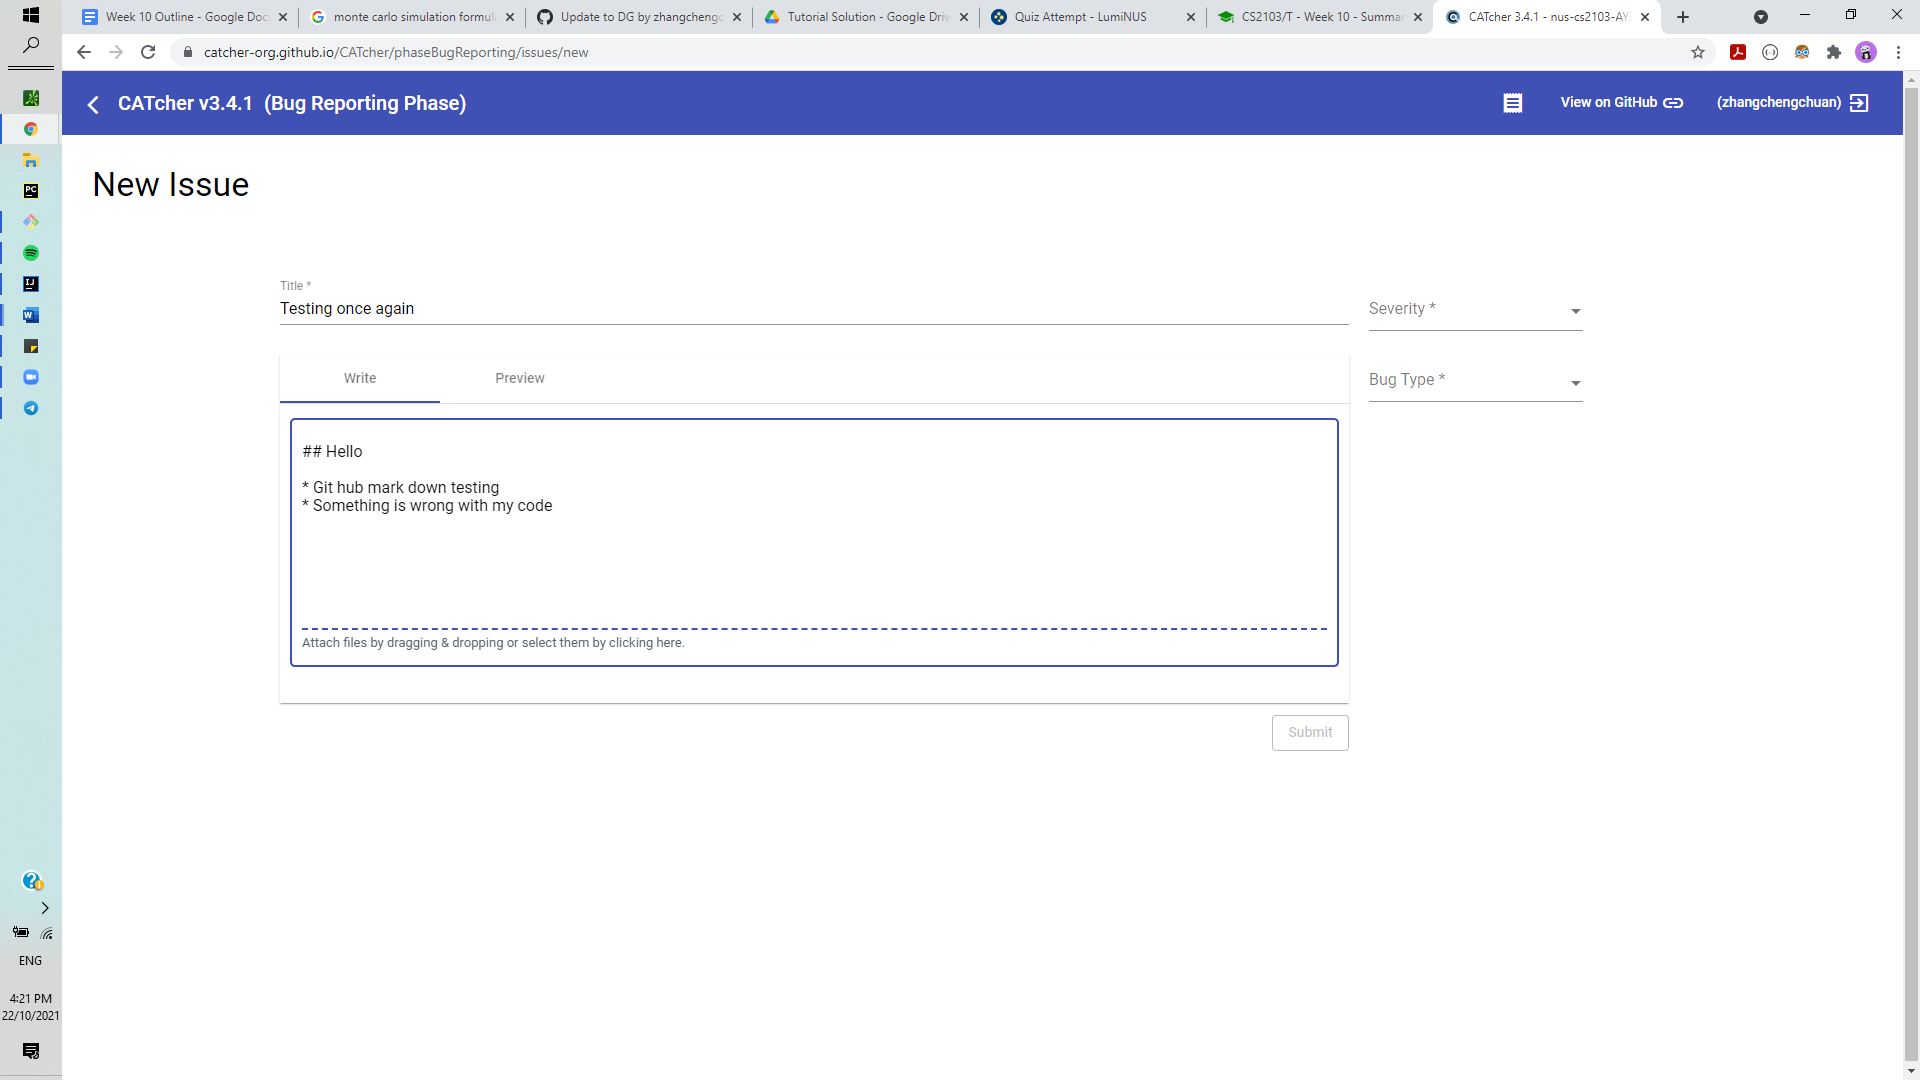 Week 10 Outline - Google Doc
monte carlo simulation formula
Update to DG by zhangchengc
Tutorial Solution - Google Driv
Quiz Attempt - LumiNUS
CS2103/T - Week 10 - Summar
CATcher 3.4.1 - nus-cs2103-AY
catcher-org.github.io/CATcher/phaseBugReporting/issues/new
CATcher v3.4.1 (Bug Reporting Phase)
View on GitHub
(zhangchengchuan)
New Issue
Title *
Testing once again
Severity *
Write
Preview
Bug Type *
## Hello
* Git hub mark down testing
* Something is wrong with my code
Attach files by dragging & dropping or select them by clicking here.
Submit
PC
IJ
W
ENG
4:21 PM
22/10/2021